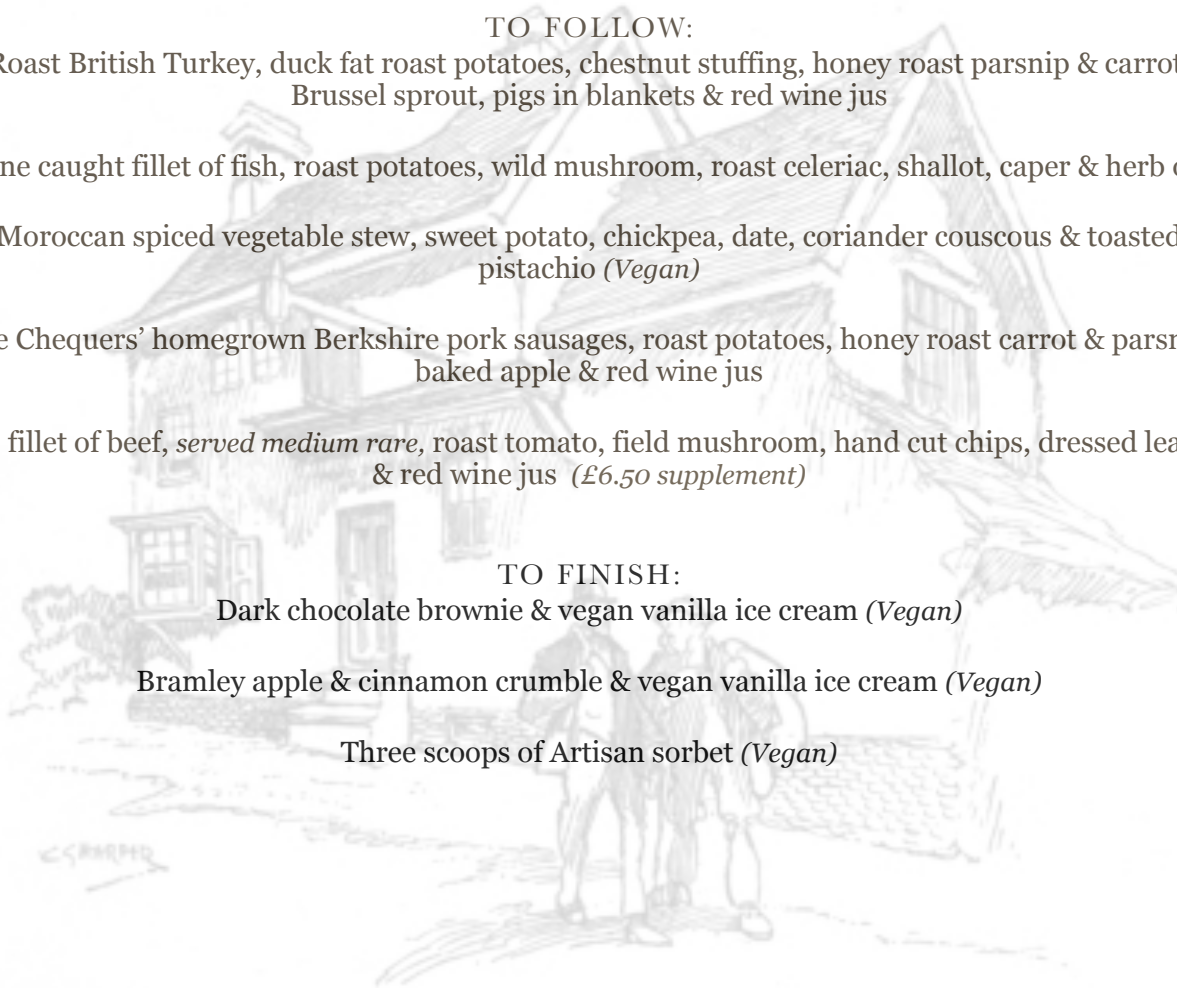 TO FOLLOW:
Roast British Turkey, duck fat roast potatoes, chestnut stuffing, honey roast parsnip & carrot
Brussel sprout, pigs in blankets & red wine jus
ne caught fillet of fish, roast potatoes, wild mushroom, roast celeriac, shallot, caper & herb
Moroccan spiced vegetable stew, sweet potato, chickpea, date, coriander couscous & toasted
pistachio (Vegan)
e Chequers’ homegrown Berkshire pork sausages, roast potatoes, honey roast carrot & pars
baked apple & red wine jus
fillet of beef, served medium rare, roast tomato, field mushroom, hand cut chips, dressed lea
& red wine jus (£6.50 supplement)
TO FINISH:
Dark chocolate brownie & vegan vanilla ice cream (Vegan)
Bramley apple & cinnamon crumble & vegan vanilla ice cream (Vegan)
Three scoops of Artisan sorbet (Vegan)